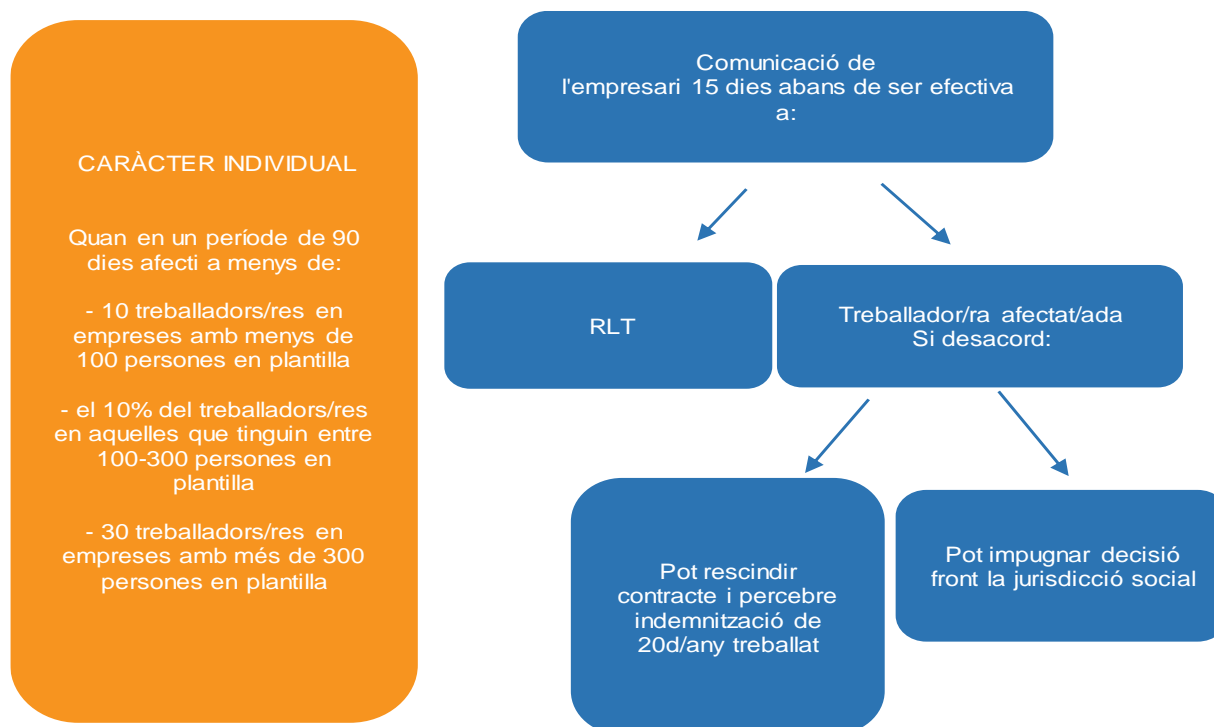 CARÀCTER INDIVIDUAL
Quan en un període de 90
dies afecti a menys de:
- 10 treballadors/res en
empreses amb menys de
100 persones en plantilla
- el 10% del treballadors/res
en aquelles que tinguin entre
100-300 persones en
plantilla
- 30 treballadors/res en
empreses amb més de 300
persones en plantilla
Comunicació de
l'empresari 15 dies abans de ser efectiva
a:
RLT
Treballador/ra afectat/ada
Si desacord:
Pot rescindir
contracte i percebre
indemnització de
20d/any treballat
Pot impugnar decisió
front la jurisdicció social